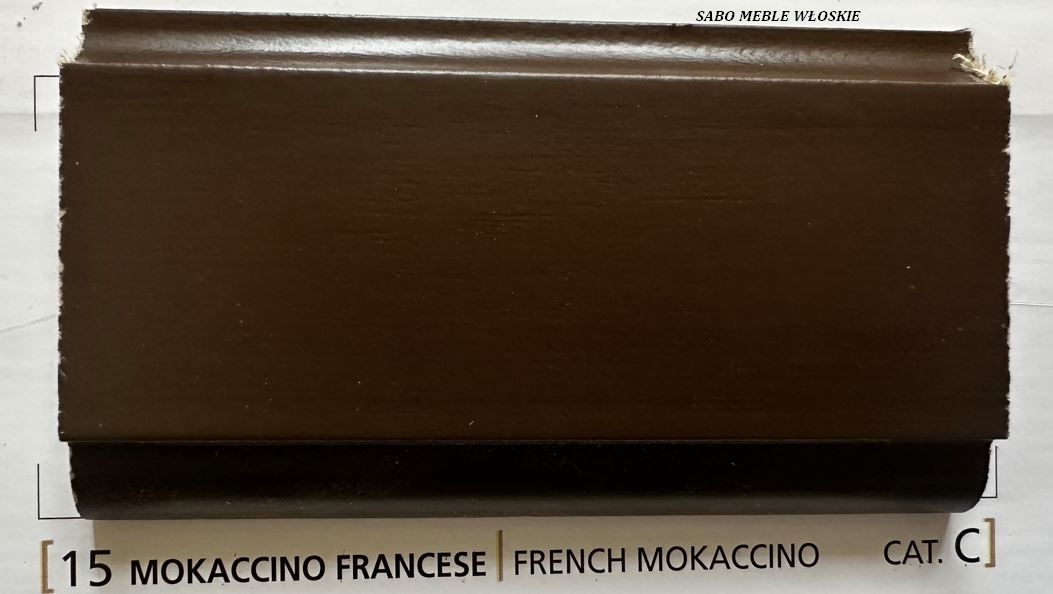 SABO MEBLE WŁOSKIE
[15 MOKACCINO FRANCESE | FRENCH MOKACCINO CAT. C]